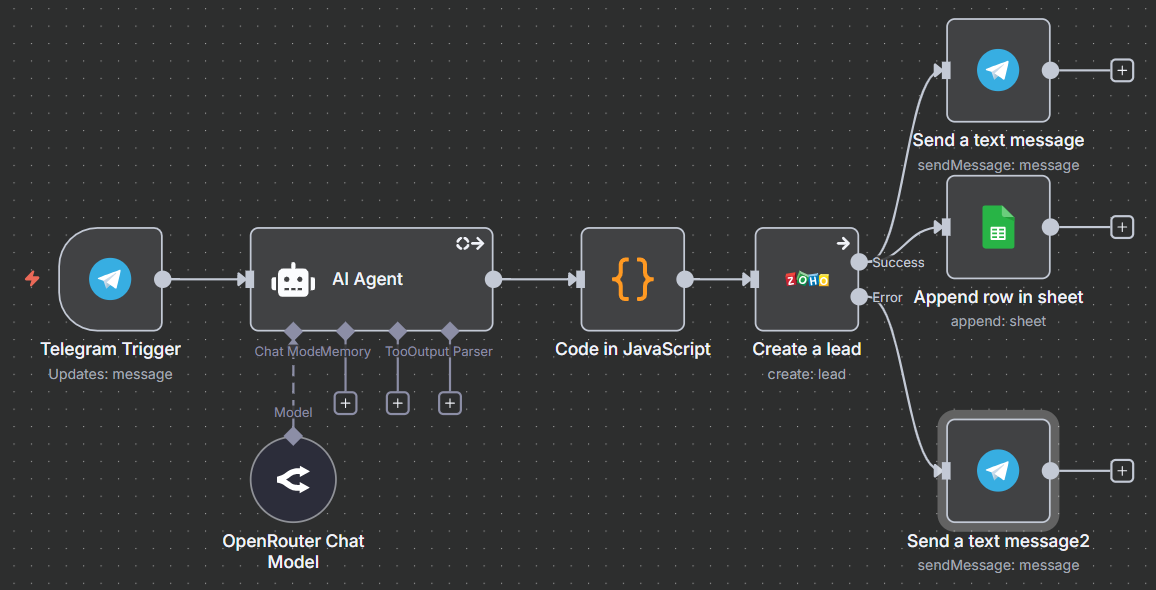 Send a text message
sendMessage: message
Telegram Trigger
Updates: message
AI Agent
Chat Mode
Memory
Too
Output Parser
Model
OpenRouter Chat
Model
{}
Code in JavaScript
ZOHO
Create a lead
create: lead
Success
Error
Append row in sheet
append: sheet
Send a text message2
sendMessage: message